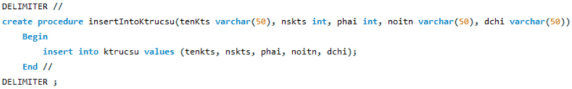 DELIMITER //
create procedure insertIntoKtrucsu(tenKts varchar(50), nskts int, phai int, noitn varchar(50), dchi varchar(50))
Begin
insert into ktrucsu values (tenkts, nskts, phai, noitn, dchi);
End //
DELIMITER ;